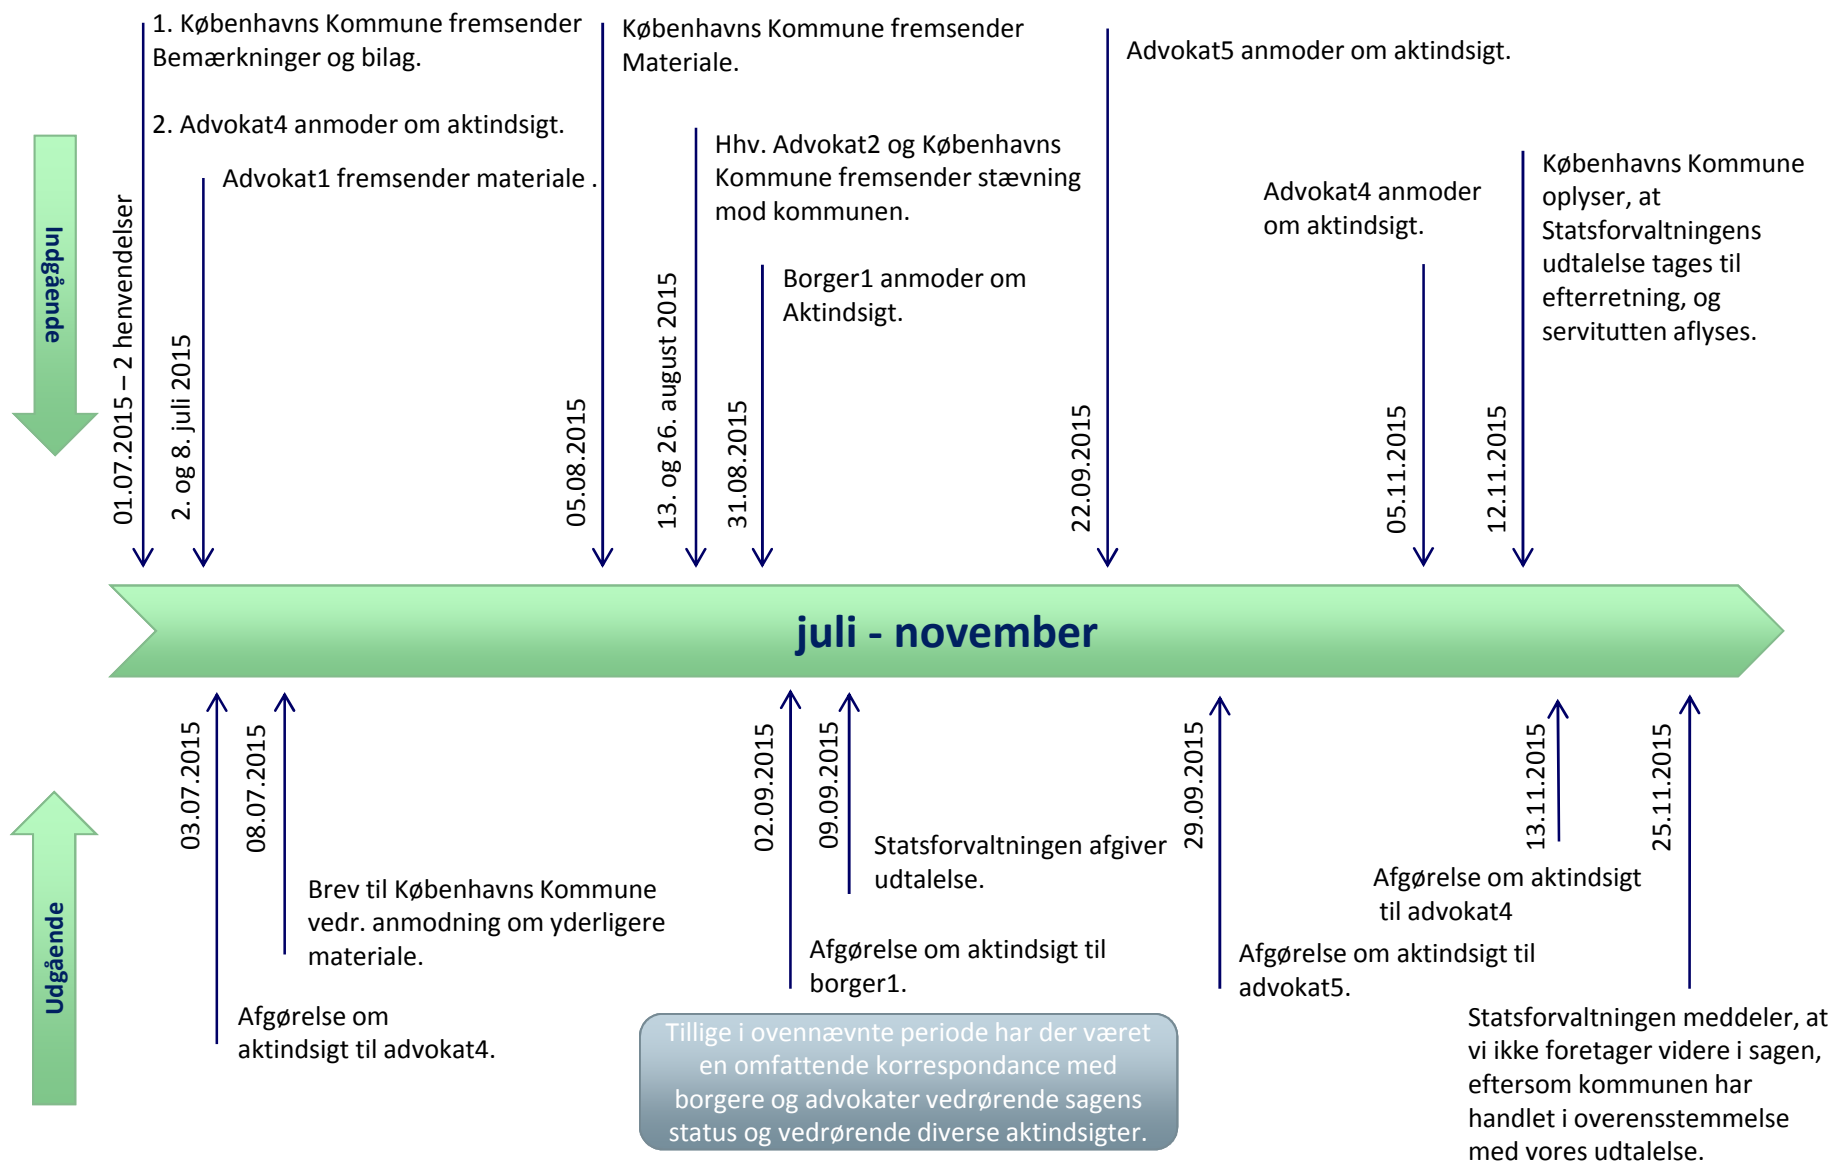 1. Københavns Kommune fremsender
Bemærkninger og bilag.
2. Advokat4 anmoder om aktindsigt.
01.07.2015 – 2 henvendelser
Advokat1 fremsender materiale .
2. og 8. juli 2015
Københavns Kommune fremsender
Materiale.
05.08.2015
Hhv. Advokat2 og Københavns
Kommune fremsender stævning
mod kommunen.
13. og 26. august 2015
Borger1 anmoder om
Aktindsigt.
31.08.2015
Advokat5 anmoder om aktindsigt.
22.09.2015
Advokat4 anmoder
om aktindsigt.
05.11.2015
Københavns Kommune
oplyser, at
Statsforvaltningens
udtalelse tages til
efterretning, og
servitutten aflyses.
12.11.2015
Indgående
juli - november
Udgående
03.07.2015
Afgørelse om
aktindsigt til advokat4.
08.07.2015
Brev til Københavns Kommune
vedr. anmodning om yderligere
materiale.
02.09.2015
Afgørelse om aktindsigt til
borger1.
09.09.2015
Statsforvaltningen afgiver
udtalelse.
29.09.2015
Afgørelse om aktindsigt til
advokat5.
13.11.2015
Afgørelse om aktindsigt
til advokat4
25.11.2015
Statsforvaltningen meddeler, at
vi ikke foretager videre i sagen,
eftersom kommunen har
handlet i overensstemmelse
med vores udtalelse.
Tillige i ovennævnte periode har der været
en omfattende korrespondance med
borgere og advokater vedrørende sagens
status og vedrørende diverse aktindsigter.